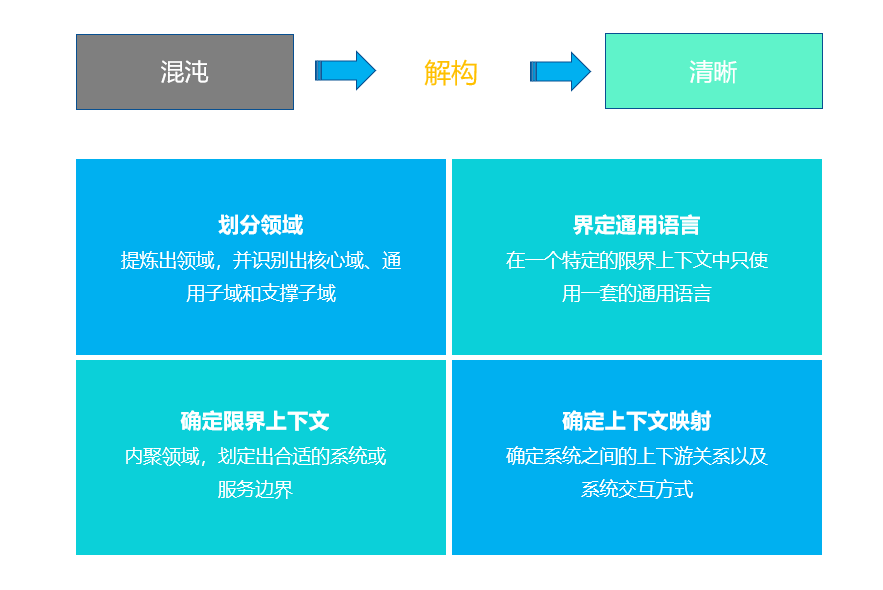 混沌
解构
清晰
划分领域
提炼出领域，并识别出核心域、通
用子域和支撑子域
界定通用语言
在一个特定的限界上下文中只使
用一套的通用语言
确定限界上下文
内聚领域，划定出合适的系统或
服务边界
确定上下文映射
确定系统之间的上下游关系以及
系统交互方式